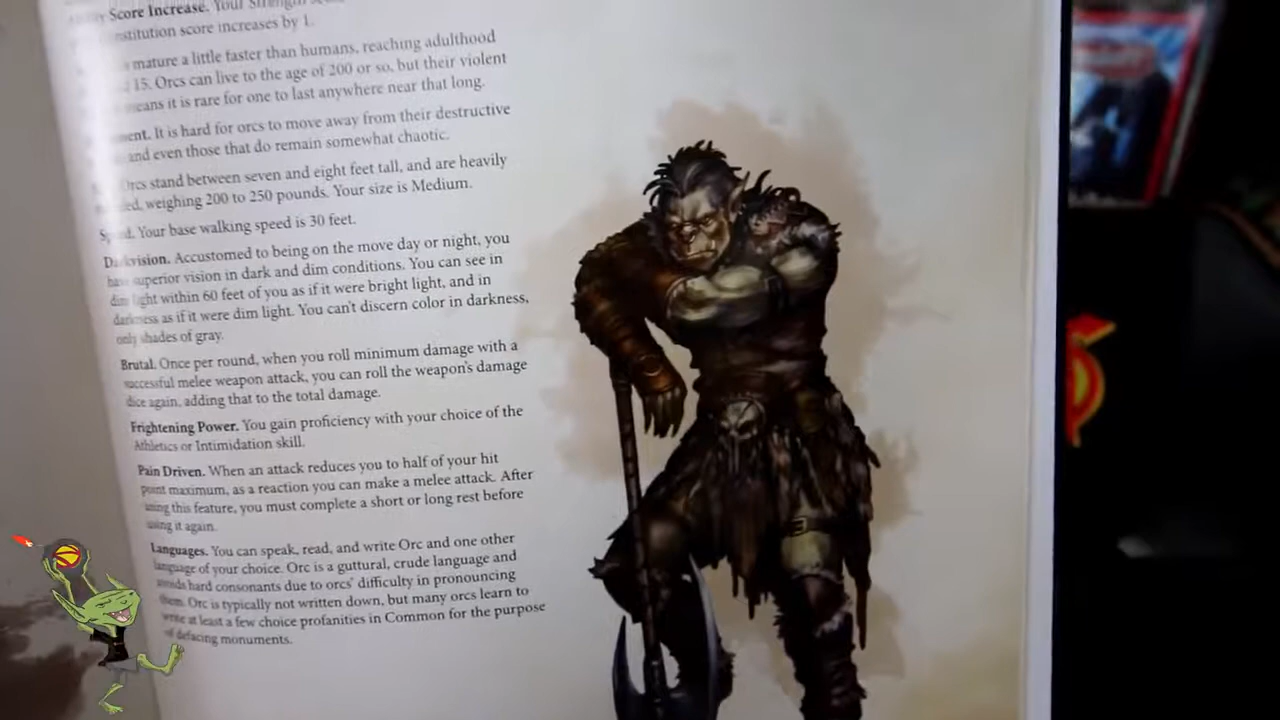 Score Increase. Your Strength
institution score increases by 1.
mature a little faster than humans, reaching adulthood
15. Orcs can live to the age of 200 or so, but their violent
means it is rare for one to last anywhere near that long.
It is hard for orcs to move away from their destructive
and even those that do remain somewhat chaotic.
Orcs stand between seven and eight feet tall, and are heavily
weighing 200 to 250 pounds. Your size is Medium.
Speed. Your base walking speed is 30 feet.
Darkvision. Accustomed to being on the move day or night, you
have superior vision in dark and dim conditions. You can see in
dim light within 60 feet of you as if it were bright light, and in
darkness as if it were dim light. You can't discern color in darkness,
only shades of gray.
Brutal. Once per round, when you roll minimum damage with a
successful melee weapon attack, you can roll the weapon's damage
dice again, adding that to the total damage.
Frightening Power. You gain proficiency with your choice of the
Athletics or Intimidation skill.
Pain Driven. When an attack reduces you to half of your hit
point maximum, as a reaction you can make a melee attack. After
using this feature, you must complete a short or long rest before
using it again.
Languages. You can speak, read, and write Orc and one other
language of your choice. Orc is a guttural, crude language and
avoids hard consonants due to orcs' difficulty in pronouncing
them. Orc is typically not written down, but many orcs learn to
write at least a few choice profanities in Common for the purpose
of defacing monuments.